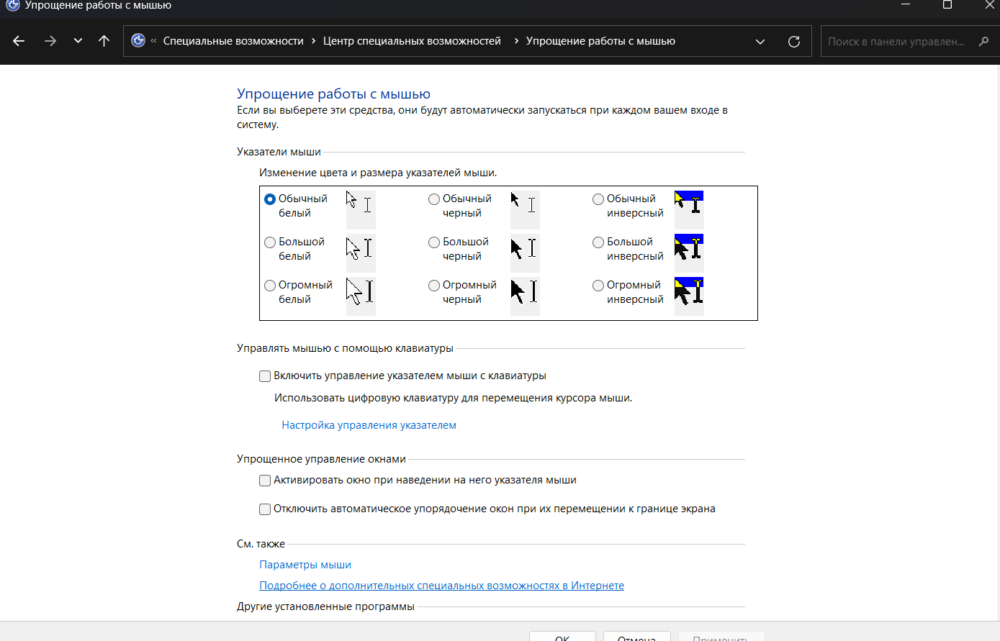 Упрощение работы с мышью
« Специальные возможности › Центр специальных возможностей › Упрощение работы с мышью
Поиск в панели управлен...
Упрощение работы с мышью
Если вы выберете эти средства, они будут автоматически запускаться при каждом вашем входе в
систему.
Указатели мыши
Изменение цвета и размера указателей мыши.
Обычный
белый
Обычный
черный
Обычный
инверсный
Большой
белый
Большой
черный
Большой
инверсный
Огромный
белый
Огромный
черный
Огромный
инверсный
Управлять мышью с помощью клавиатуры
Включить управление указателем мыши с клавиатуры
Использовать цифровую клавиатуру для перемещения курсора мыши.
Настройка управления указателем
Упрощенное управление окнами
Активировать окно при наведении на него указателя мыши
Отключить автоматическое упорядочение окон при их перемещении к границе экрана
См. также
Параметры мыши
Подробнее о дополнительных специальных возможностях в Интернете
Другие установленные программы
OK
Отмена
Применить